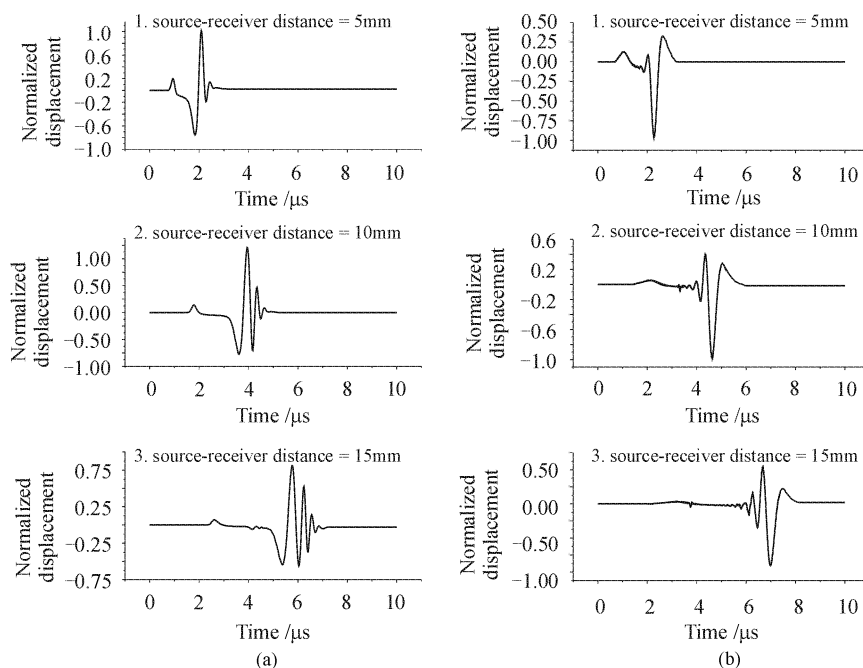 1. source-receiver distance = 5mm
1.0
0.6
0.2
−0.2
−0.6
−1.0
Normalized
displacement
0 2 4 6 8 10
Time /μs
2. source-receiver distance = 10mm
1.00
0.50
0.00
−0.50
−1.00
Normalized
displacement
0 2 4 6 8 10
Time /μs
3. source-receiver distance = 15mm
0.75
0.25
−0.25
−0.75
Normalized
displacement
0 2 4 6 8 10
Time /μs
(a)
1. source-receiver distance = 5mm
0.50
0.25
0.00
−0.25
−0.50
−0.75
−1.00
Normalized
displacement
0 2 4 6 8 10
Time /μs
2. source-receiver distance = 10mm
0.6
0.2
−0.2
−0.6
−1.0
Normalized
displacement
0 2 4 6 8 10
Time /μs
3. source-receiver distance = 15mm
0.50
0.00
0.50
−1.00
Normalized
displacement
0 2 4 6 8 10
Time /μs
(b)